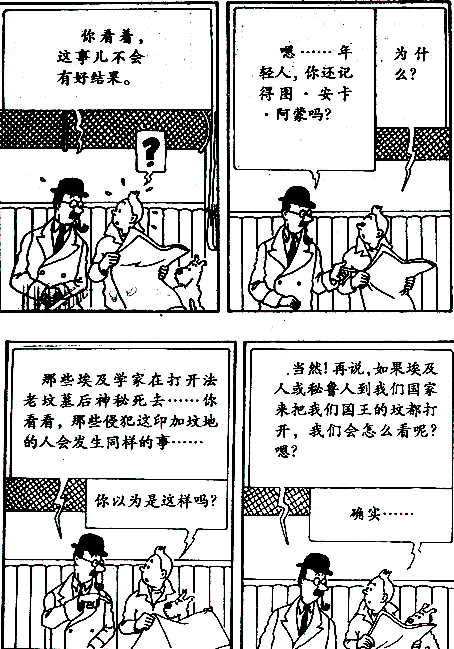 你看着，
这事儿不会
有好结果。
?
嗯……年
轻人，你还记
得图·安卡
·阿蒙吗？
为什
么？
那些埃及学家在打开法
老坟墓后神秘死去……你
看看，那些侵犯这印加坟地
的人会发生同样的事……
你以为是这样吗？
当然！再说，如果埃及
人或秘鲁人到我们国家
来把我们国王的坟都打
开，我们会怎么看呢？
嗯？
确实……